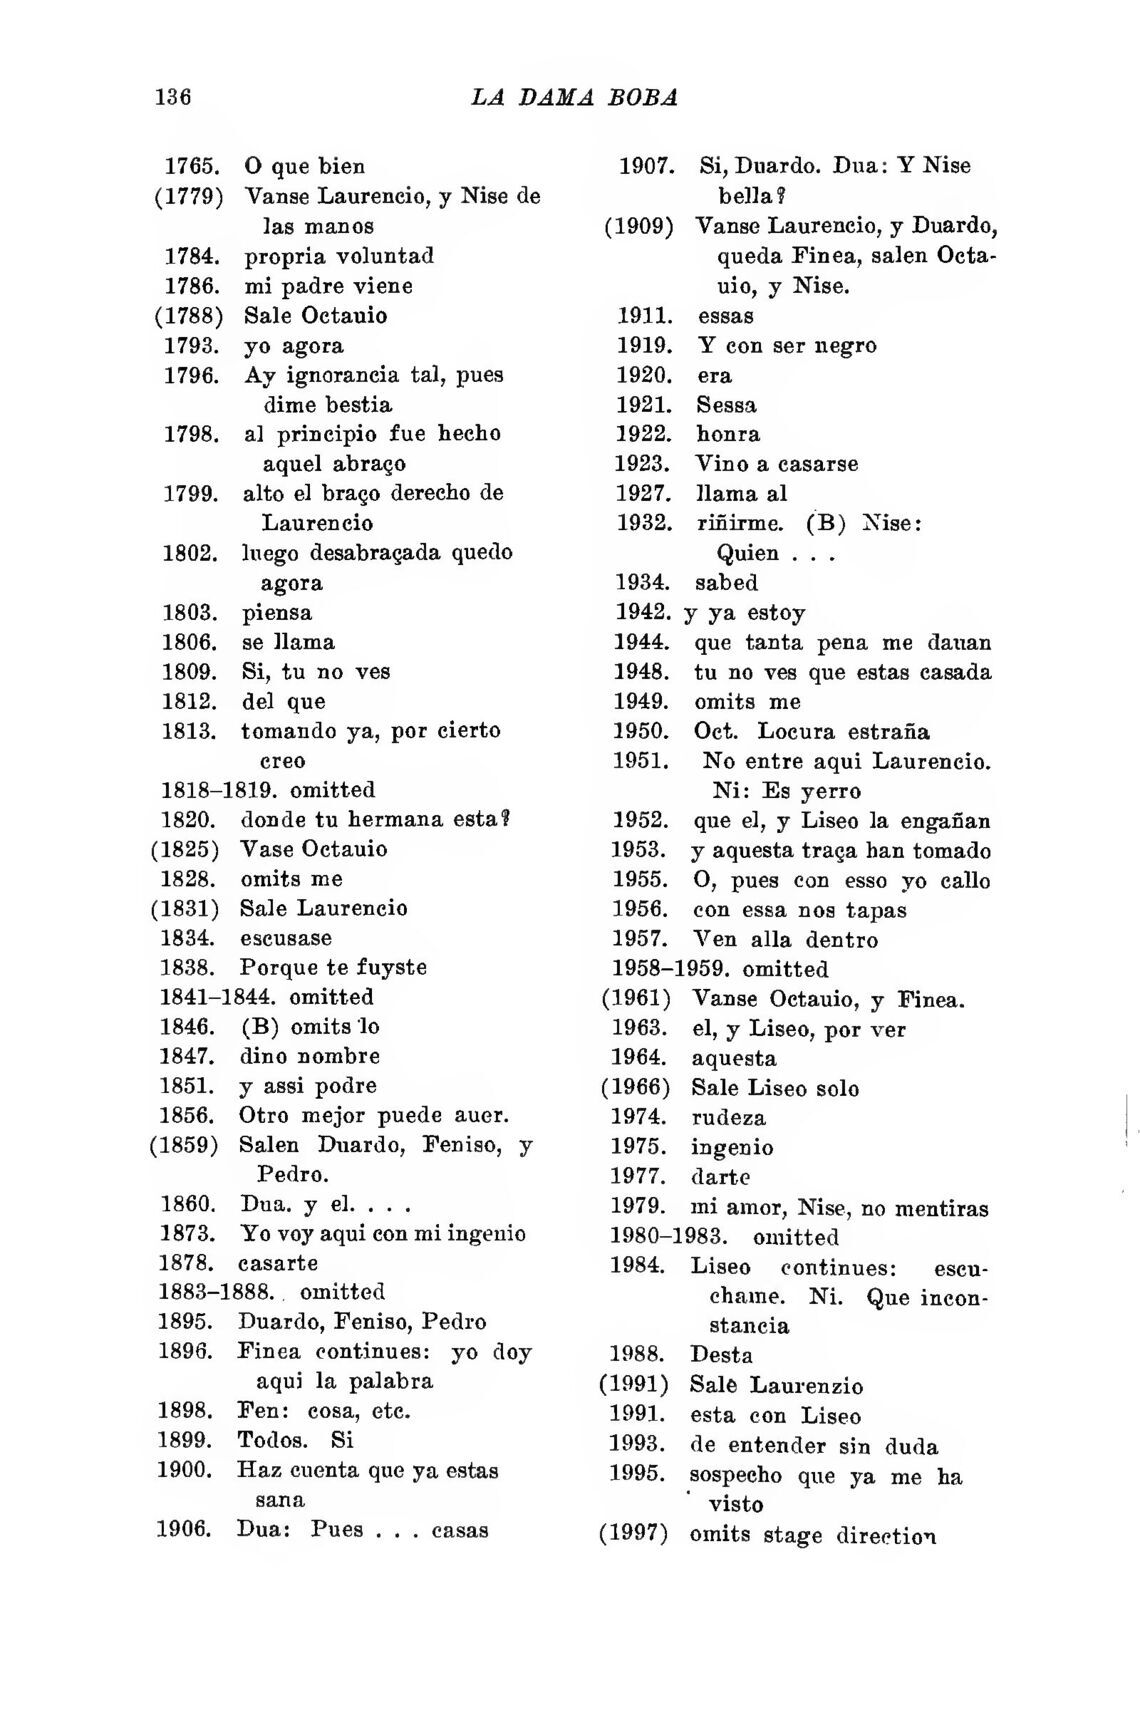 136
LA DAMA BOBA
1765. O que bien
(1779) Vanse Laurencio, y Nise de
las manos
1784. propria voluntad
1786. mi padre viene
(1788) Sale Octauio
1793. yo agora
1796. Ay ignorancia tal, pues
dime bestia
1798. al principio fue hecho
aquel abraço
1799. alto el braço derecho de
Laurencio
1802. luego desabraçada quedo
agora
1803. piensa
1806. se llama
1809. Si, tu no ves
1812. del que
1813. tomando ya, por cierto
creo
1818–1819. omitted
1820. donde tu hermana esta?
(1825) Vase Octauio
1828. omits me
(1831) Sale Laurencio
1834. escusase
1838. Porque te fuyste
1841–1844. omitted
1846. (B) omits lo
1847. dino nombre
1851. y assi podre
1856. Otro mejor puede auer.
(1859) Salen Duardo, Feniso, y
Pedro.
1860. Dua. y el. . . .
1873. Yo voy aqui con mi ingenio
1878. casarte
1883–1888. omitted
1895. Duardo, Feniso, Pedro
1896. Finea continues: yo doy
aqui la palabra
1898. Fen: cosa, etc.
1899. Todos. Si
1900. Haz cuenta que ya estas
sana
1906. Dua: Pues . . . casas
1907. Si, Duardo. Dua: Y Nise
bella?
(1909) Vanse Laurencio, y Duardo,
queda Finea, salen Octa-
uio, y Nise.
1911. essas
1919. Y con ser negro
1920. era
1921. Sessa
1922. honra
1923. Vino a casarse
1927. llama al
1932. riñirme. (B) Nise:
Quien . . .
1934. sabed
1942. y ya estoy
1944. que tanta pena me dauan
1948. tu no ves que estas casada
1949. omits me
1950. Oct. Locura estraña
1951. No entre aqui Laurencio.
Ni: Es yerro
1952. que el, y Liseo la engañan
1953. y aquesta traça han tomado
1955. O, pues con esso yo callo
1956. con essa nos tapas
1957. Ven alla dentro
1958–1959. omitted
(1961) Vanse Octauio, y Finea.
1963. el, y Liseo, por ver
1964. aquesta
(1966) Sale Liseo solo
1974. rudeza
1975. ingenio
1977. darte
1979. mi amor, Nise, no mentiras
1980–1983. omitted
1984. Liseo continues: escu-
chame. Ni. Que incon-
stancia
1988. Desta
(1991) Sale Laurenzio
1991. esta con Liseo
1993. de entender sin duda
1995. sospecho que ya me ha
visto
(1997) omits stage direction